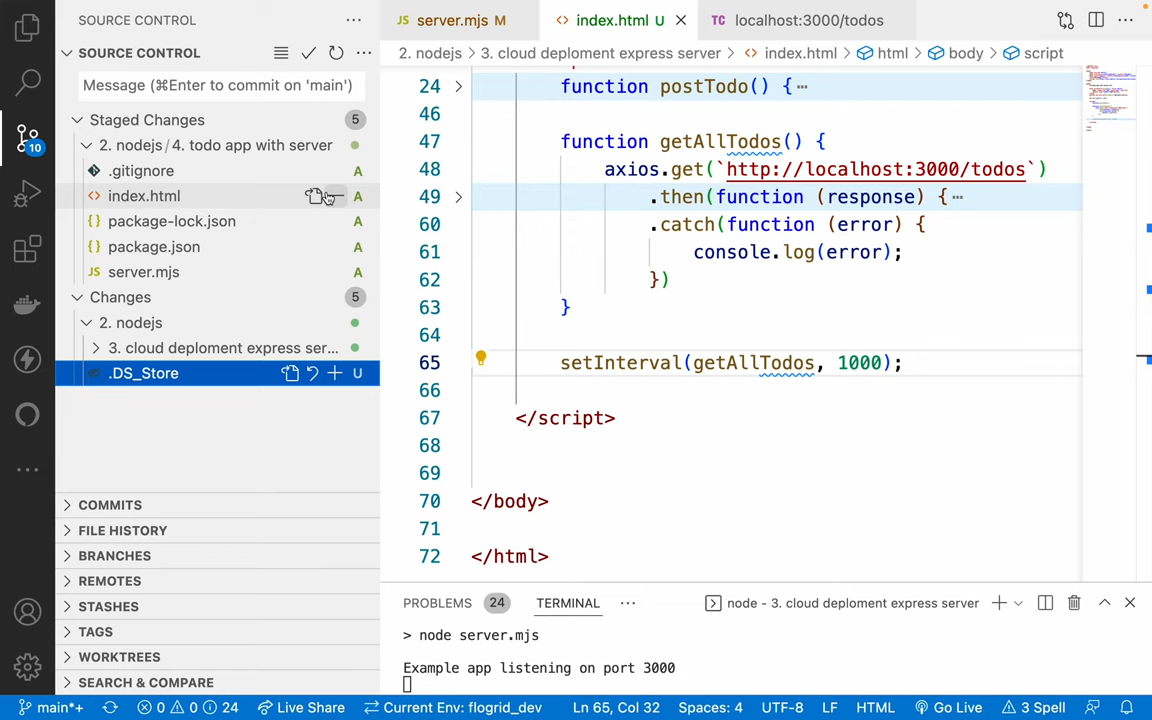 SOURCE CONTROL
SOURCE CONTROL
Message (⌘Enter to commit on 'main')
Staged Changes 5
2. nodejs / 4. todo app with server
.gitignore A
index.html A
package-lock.json A
package.json A
server.mjs A
Changes 5
2. nodejs
3. cloud deploment express ser...
.DS_Store U
COMMITS
FILE HISTORY
BRANCHES
REMOTES
STASHES
TAGS
WORKTREES
SEARCH & COMPARE
10
JS server.mjs M
index.html U
TC localhost:3000/todos
2. nodejs > 3. cloud deploment express server > index.html > html > body > script
24 function postTodo() {
46
47 function getAllTodos() {
48 axios.get(`http://localhost:3000/todos`)
49 .then(function (response) {
60 .catch(function (error) {
61 console.log(error);
62 })
63 }
64
65 setInterval(getAllTodos, 1000);
66
67 </script>
68
69
70 </body>
71
72 </html>
PROBLEMS 24 TERMINAL
node - 3. cloud deploment express server
> node server.mjs
Example app listening on port 3000
main*+ 0 0 24 Live Share Current Env: flogrid_dev Ln 65, Col 32 Spaces: 4 UTF-8 LF HTML Go Live 3 Spell